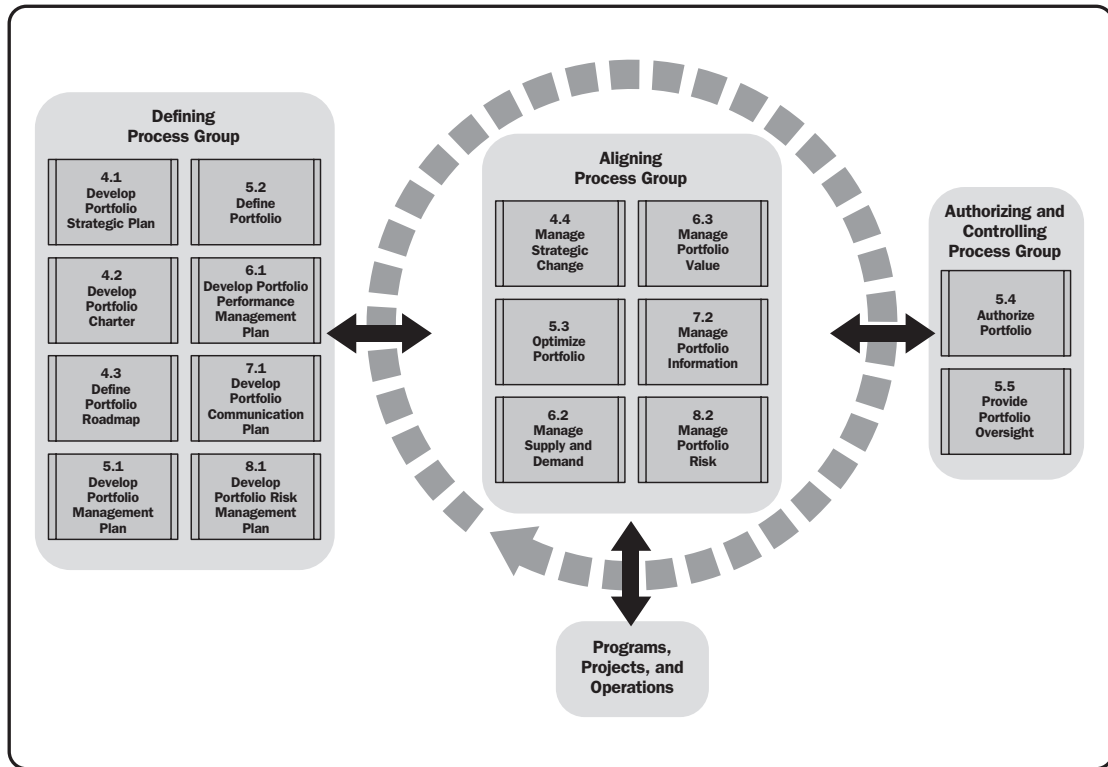 Defining
Process Group
4.1
Develop
Portfolio
Strategic Plan
5.2
Define
Portfolio
4.2
Develop
Portfolio
Charter
6.1
Develop Portfolio
Performance
Management
Plan
4.3
Define
Portfolio
Roadmap
7.1
Develop
Portfolio
Communication
Plan
5.1
Develop
Portfolio
Management
Plan
8.1
Develop
Portfolio Risk
Management
Plan
Aligning
Process Group
4.4
Manage
Strategic
Change
6.3
Manage
Portfolio
Value
5.3
Optimize
Portfolio
7.2
Manage
Portfolio
Information
6.2
Manage
Supply and
Demand
8.2
Manage
Portfolio
Risk
Authorizing and
Controlling
Process Group
5.4
Authorize
Portfolio
5.5
Provide
Portfolio
Oversight
Programs,
Projects, and
Operations